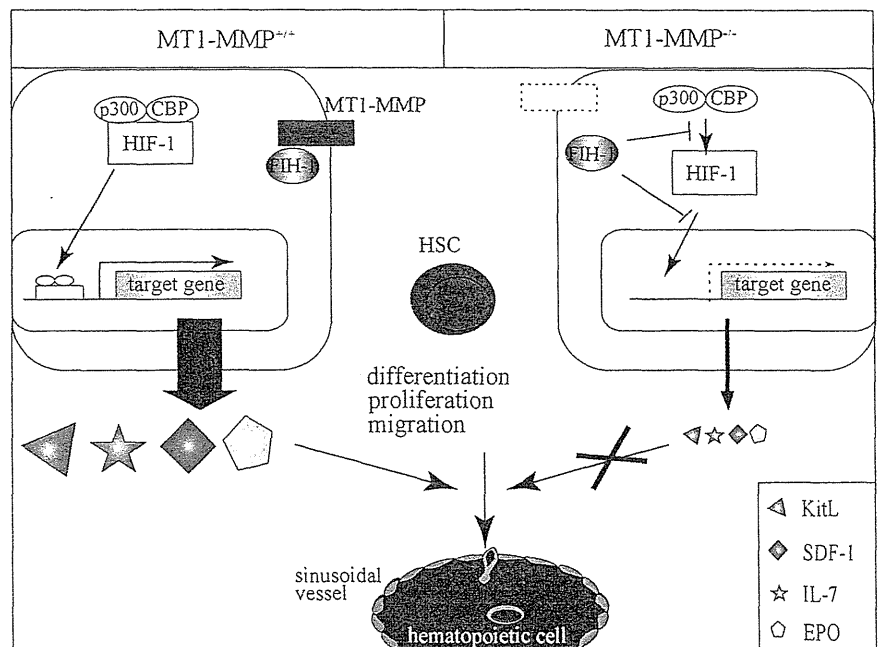 MT1-MMP+/+
MT1-MMP-/-
p300 CBP
HIF-1
MT1-MMP
FIH-1
target gene
p300 CBP
FIH-1
HIF-1
target gene
HSC
differentiation
proliferation
migration
sinusoidal
vessel
hematopoietic cell
KitL
SDF-1
IL-7
EPO